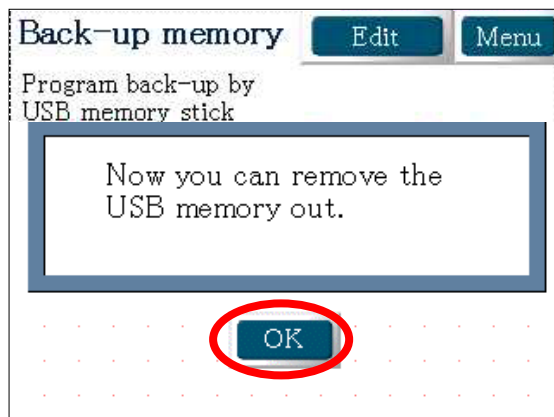 Back-up memory Edit Menu
Program back-up by
USB memory stick
Now you can remove the
USB memory out.
OK